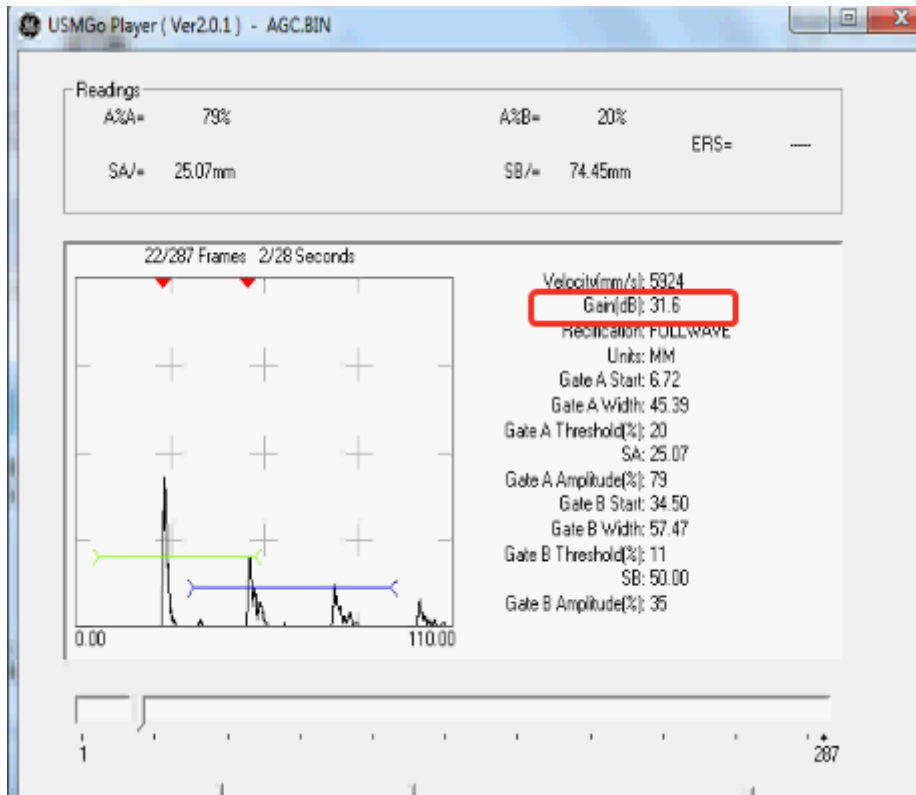 USMGo Player ( Ver2.0.1 ) - AGC.BIN
Readings
A%A= 79% A%B= 20%
ERS= ----
SA/= 25.07mm SB/= 74.45mm
22/287 Frames 2/28 Seconds
Velocity(mm/s): 5924
Gain(dB): 31.6
Rectification: FULLWAVE
Units: MM
Gate A Start: 6.72
Gate A Width: 45.39
Gate A Threshold(%): 20
SA: 25.07
Gate A Amplitude(%): 79
Gate B Start: 34.50
Gate B Width: 57.47
Gate B Threshold(%): 11
SB: 50.00
Gate B Amplitude(%): 35
0.00 110.00
1 287